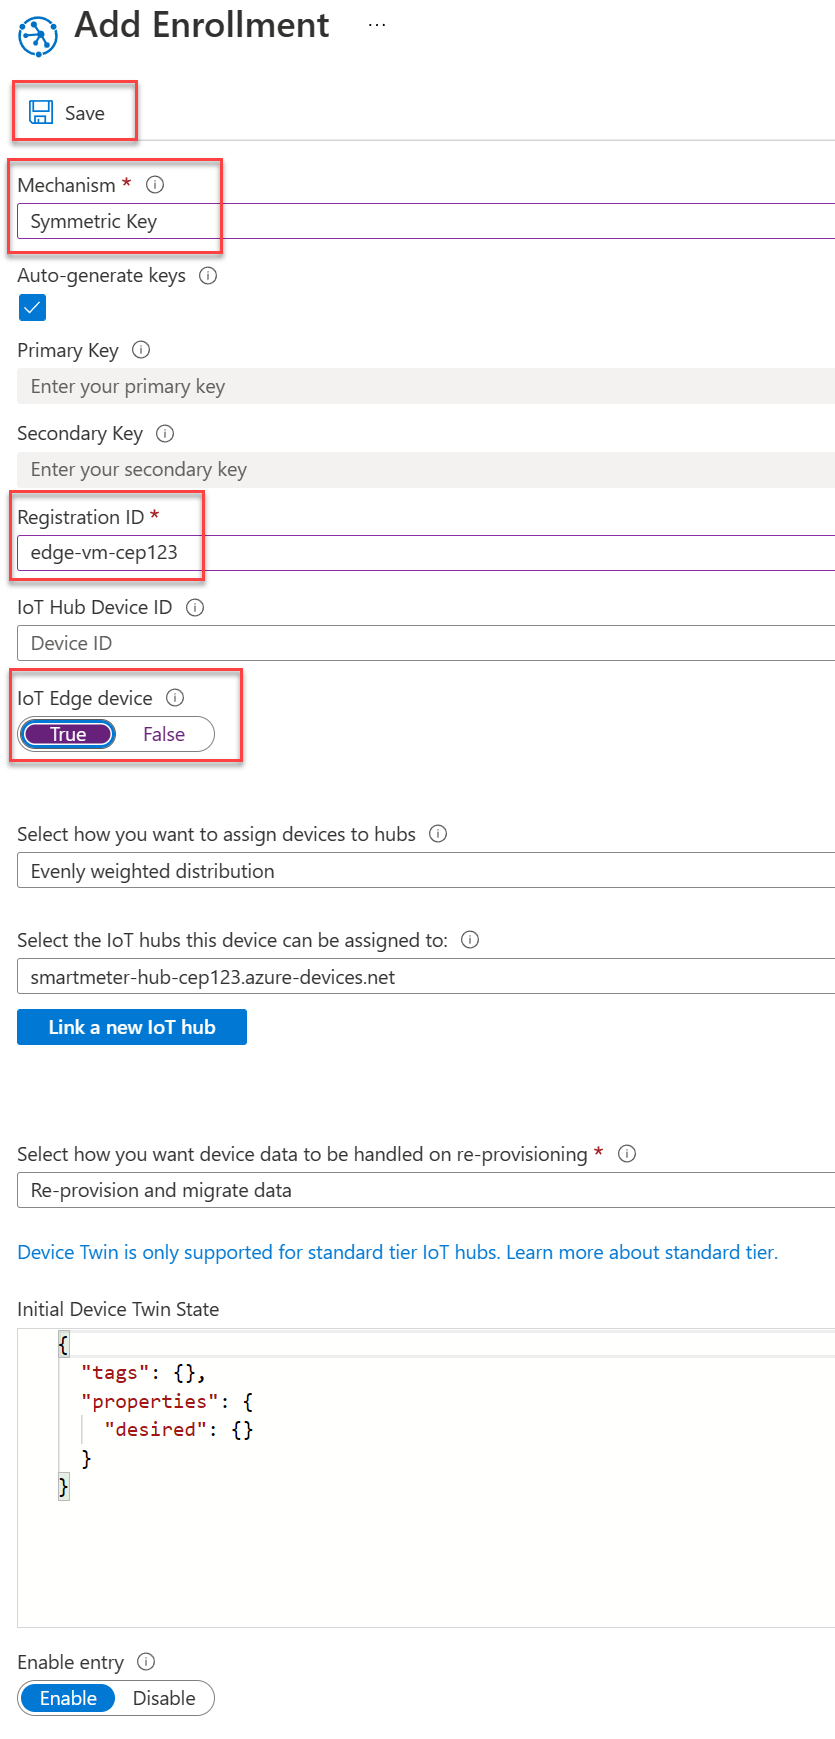 Add Enrollment ...
Save
Mechanism *
Symmetric Key
Auto-generate keys
Primary Key
Enter your primary key
Secondary Key
Enter your secondary key
Registration ID *
edge-vm-cep123
IoT Hub Device ID
Device ID
IoT Edge device
True False
Select how you want to assign devices to hubs
Evenly weighted distribution
Select the IoT hubs this device can be assigned to:
smartmeter-hub-cep123.azure-devices.net
Link a new IoT hub
Select how you want device data to be handled on re-provisioning *
Re-provision and migrate data
Device Twin is only supported for standard tier IoT hubs. Learn more about standard tier.
Initial Device Twin State
{
"tags": {},
"properties": {
"desired": {}
}
}
Enable entry
Enable Disable